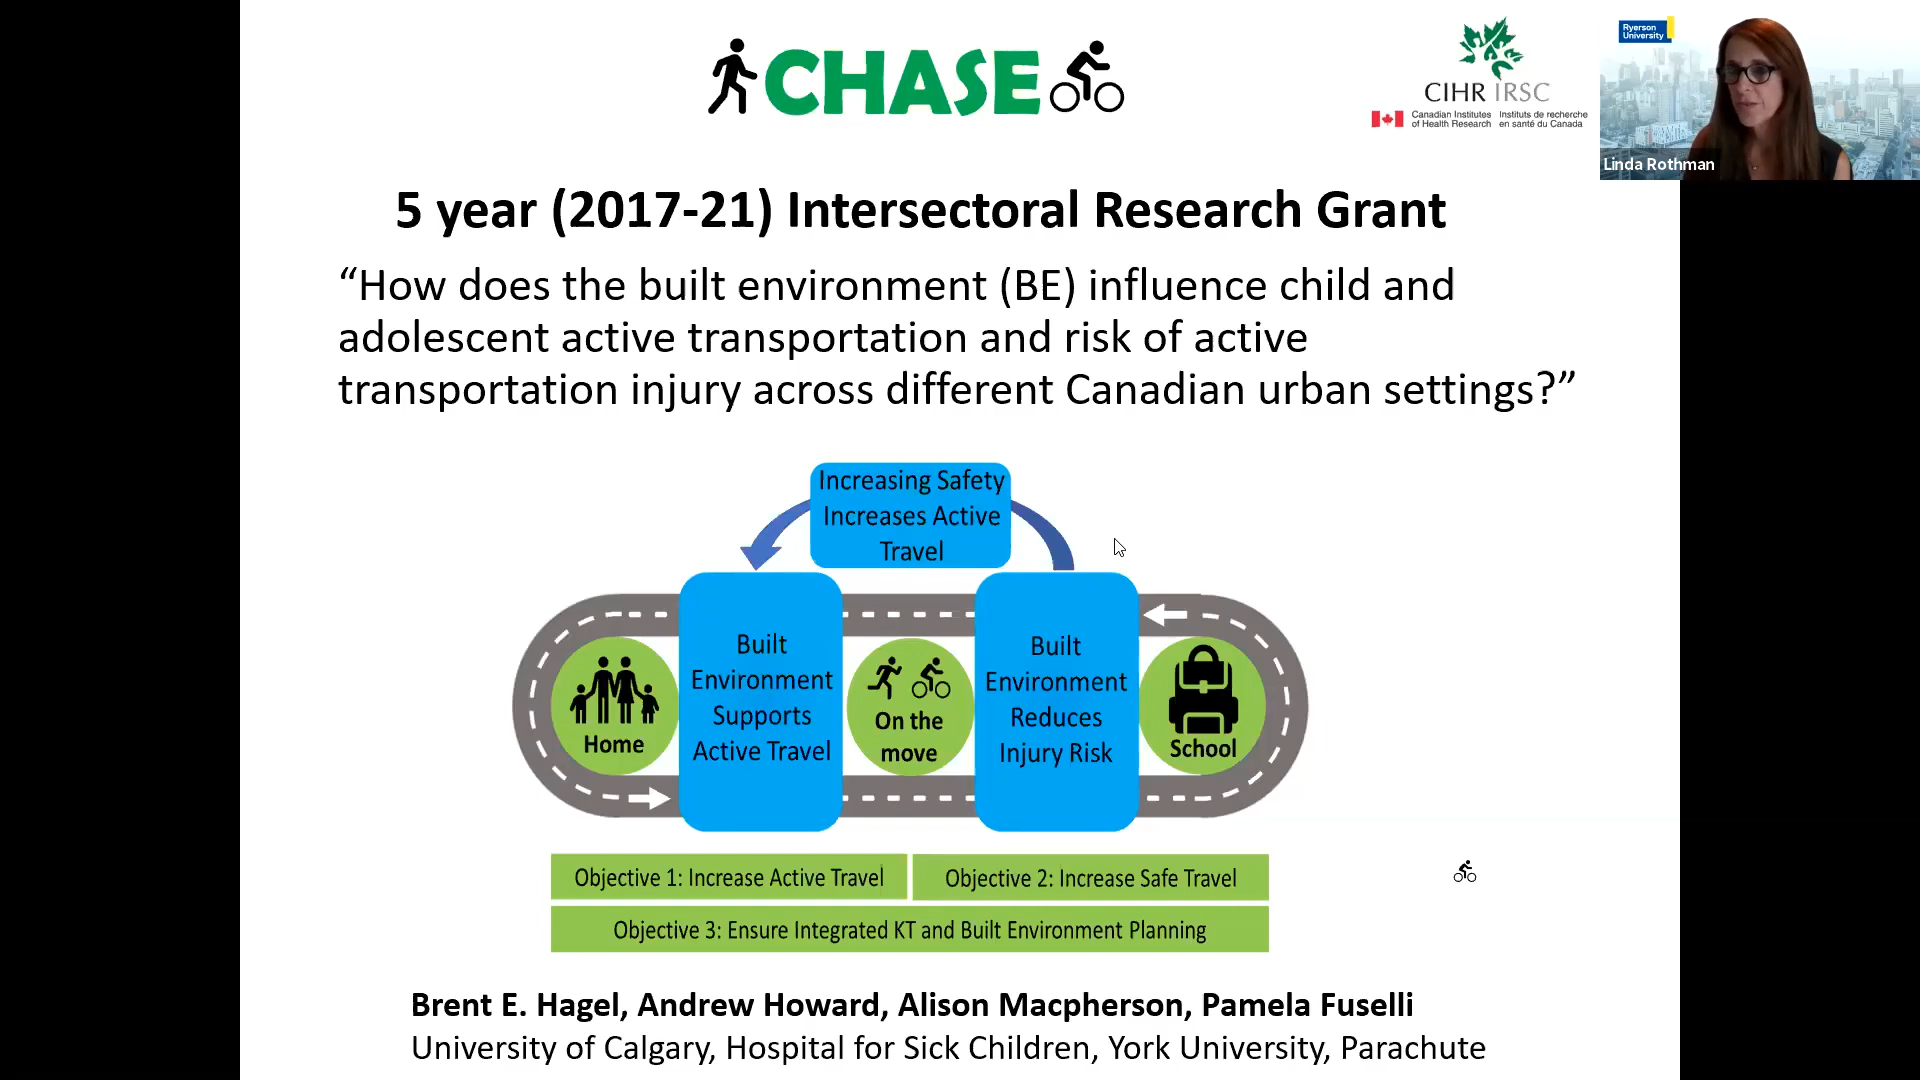 CHASE
CIHR IRSC
Canadian Institutes
of Health Research
Instituts de recherche
en santé du Canada
Ryerson
University
Linda Rothman
5 year (2017-21) Intersectoral Research Grant
“How does the built environment (BE) influence child and
adolescent active transportation and risk of active
transportation injury across different Canadian urban settings?”
Increasing Safety
Increases Active
Travel
Home
Built
Environment
Supports
Active Travel
On the
move
Built
Environment
Reduces
Injury Risk
School
Objective 1: Increase Active Travel
Objective 2: Increase Safe Travel
Objective 3: Ensure Integrated KT and Built Environment Planning
Brent E. Hagel, Andrew Howard, Alison Macpherson, Pamela Fuselli
University of Calgary, Hospital for Sick Children, York University, Parachute